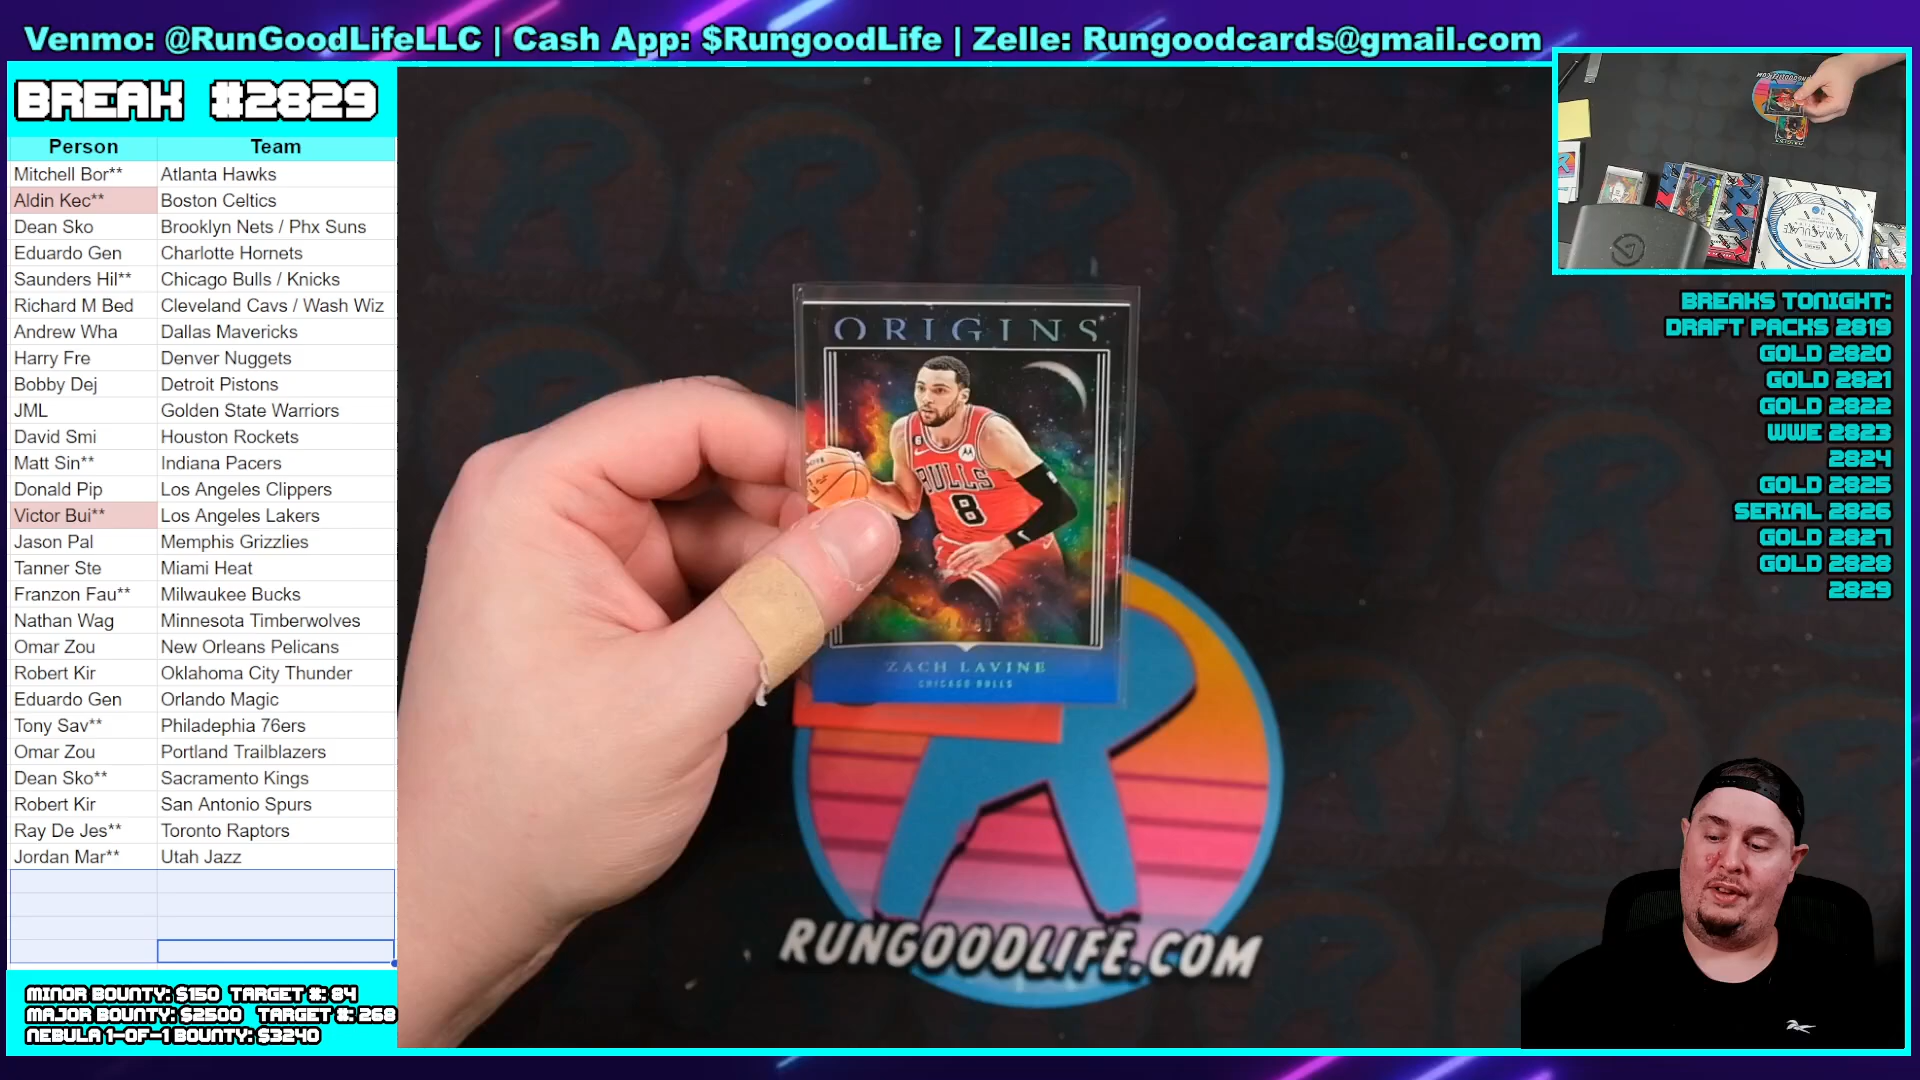 Venmo: @RunGoodLifeLLC | Cash App: $RungoodLife | Zelle: Rungoodcards@gmail.com
BREAK #2829
Person Team
Mitchell Bor** Atlanta Hawks
Aldin Kec** Boston Celtics
Dean Sko Brooklyn Nets / Phx Suns
Eduardo Gen Charlotte Hornets
Saunders Hil** Chicago Bulls / Knicks
Richard M Bed Cleveland Cavs / Wash Wiz
Andrew Wha Dallas Mavericks
Harry Fre Denver Nuggets
Bobby Dej Detroit Pistons
JML Golden State Warriors
David Smi Houston Rockets
Matt Sin** Indiana Pacers
Donald Pip Los Angeles Clippers
Victor Bui** Los Angeles Lakers
Jason Pal Memphis Grizzlies
Tanner Ste Miami Heat
Franzon Fau** Milwaukee Bucks
Nathan Wag Minnesota Timberwolves
Omar Zou New Orleans Pelicans
Robert Kir Oklahoma City Thunder
Eduardo Gen Orlando Magic
Tony Sav** Philadephia 76ers
Omar Zou Portland Trailblazers
Dean Sko** Sacramento Kings
Robert Kir San Antonio Spurs
Ray De Jes** Toronto Raptors
Jordan Mar** Utah Jazz
MINOR BOUNTY: $150 TARGET #: 84
MAJOR BOUNTY: $2500 TARGET #: 268
NEBULA 1-OF-1 BOUNTY: $3240
ORIGINS
BULLS
8
6
ZACH LAVINE
CHICAGO BULLS
RUNGOODLIFE.COM
IMMACULATE
BREAKS TONIGHT:
DRAFT PACKS 2819
GOLD 2820
GOLD 2821
GOLD 2822
WWE 2823
2824
GOLD 2825
SERIAL 2826
GOLD 2827
GOLD 2828
2829